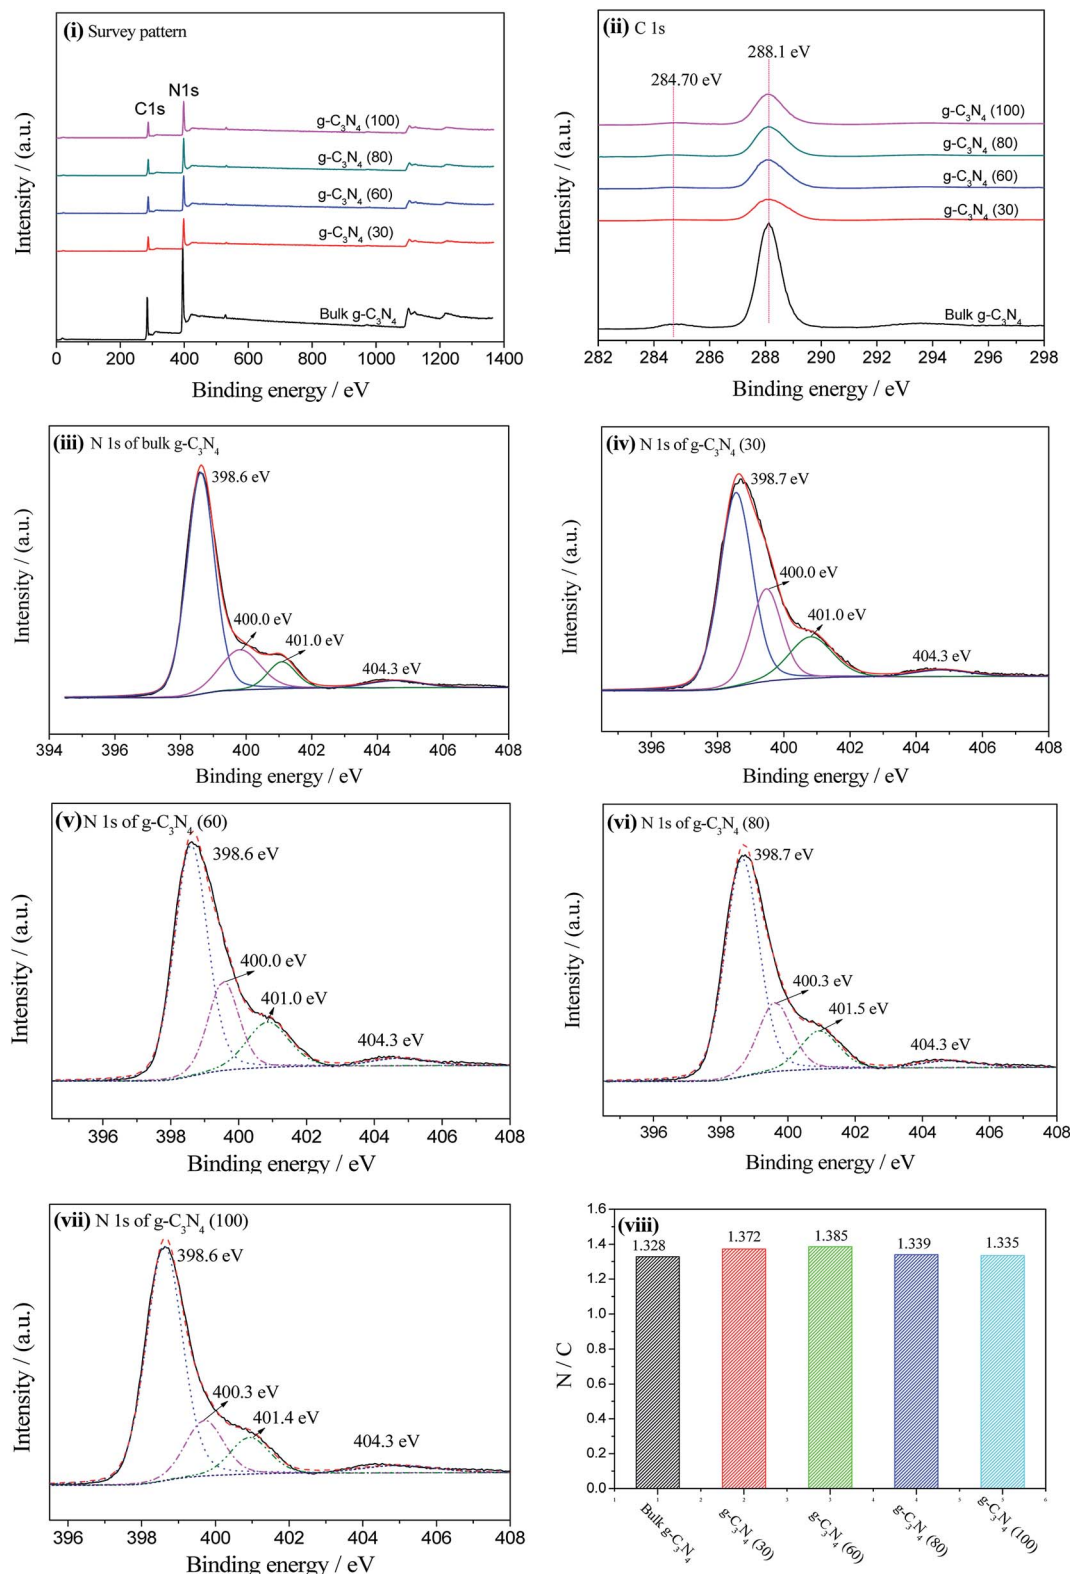 (i) Survey pattern
C1s
N1s
g-C₃N₄ (100)
g-C₃N₄ (80)
g-C₃N₄ (60)
g-C₃N₄ (30)
Bulk g-C₃N₄
Intensity / (a.u.)
0 200 400 600 800 1000 1200 1400
Binding energy / eV
(ii) C 1s
284.70 eV
288.1 eV
g-C₃N₄ (100)
g-C₃N₄ (80)
g-C₃N₄ (60)
g-C₃N₄ (30)
Bulk g-C₃N₄
Intensity / (a.u.)
282 284 286 288 290 292 294 296 298
Binding energy / eV
(iii) N 1s of bulk g-C₃N₄
398.6 eV
400.0 eV
401.0 eV
404.3 eV
Intensity / (a.u.)
394 396 398 400 402 404 406 408
Binding energy / eV
(iv) N 1s of g-C₃N₄ (30)
398.7 eV
400.0 eV
401.0 eV
404.3 eV
Intensity / (a.u.)
396 398 400 402 404 406 408
Binding energy / eV
(v) N 1s of g-C₃N₄ (60)
398.6 eV
400.0 eV
401.0 eV
404.3 eV
Intensity / (a.u.)
396 398 400 402 404 406 408
Binding energy / eV
(vi) N 1s of g-C₃N₄ (80)
398.7 eV
400.3 eV
401.5 eV
404.3 eV
Intensity / (a.u.)
396 398 400 402 404 406 408
Binding energy / eV
(vii) N 1s of g-C₃N₄ (100)
398.6 eV
400.3 eV
401.4 eV
404.3 eV
Intensity / (a.u.)
396 398 400 402 404 406 408
Binding energy / eV
(viii)
1.6
1.4
1.2
1.0
0.8
0.6
0.4
0.2
0.0
N / C
1.328 1.372 1.385 1.339 1.335
1 1 2 2 3 3 4 4 5 5 6
Bulk g-C₃N₄
g-C₃N₄ (30)
g-C₃N₄ (60)
g-C₃N₄ (80)
g-C₃N₄ (100)